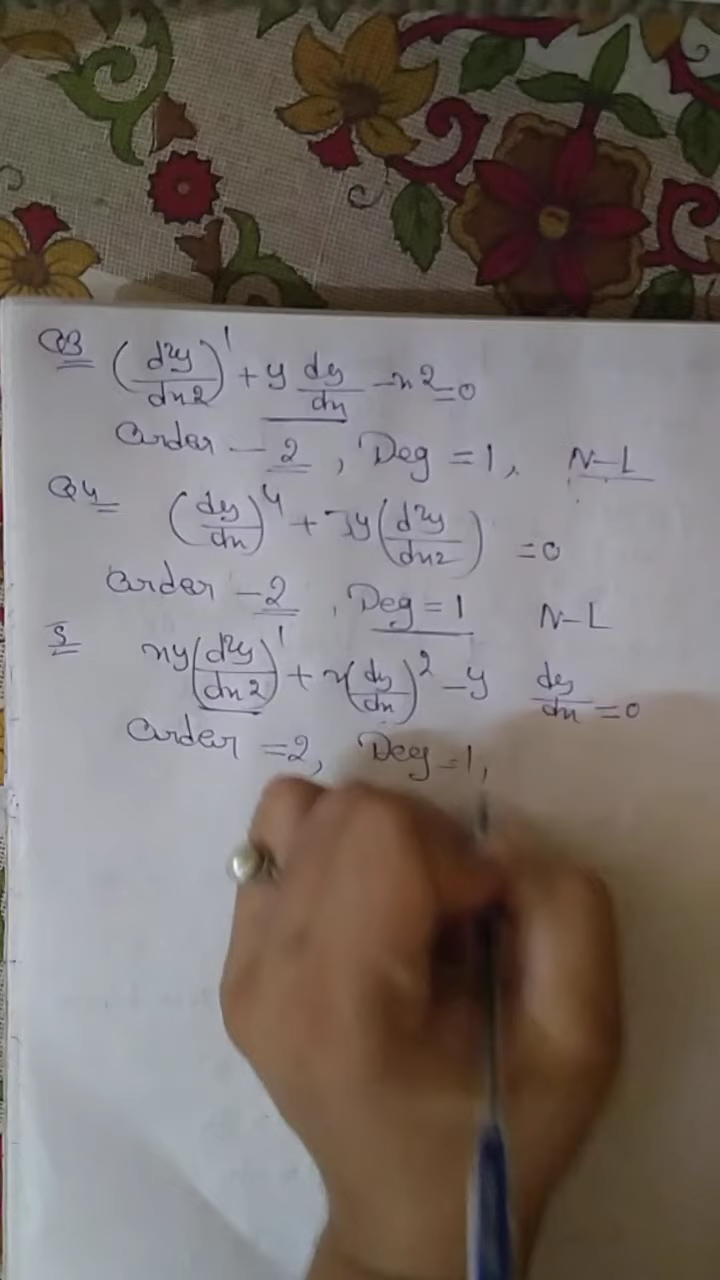 Q3 (d²y/dx2)¹ + y dy/dx - x2 = 0
Order - 2, Deg = 1, N-L
Q4 (dy/dx)⁴ + 3y(d²y/dx2) = 0
Order - 2, Deg = 1 N-L
5 xy(d²y/dx2)¹ + x(dy/dx)² - y dy/dx = 0
Order = 2, Deg = 1,